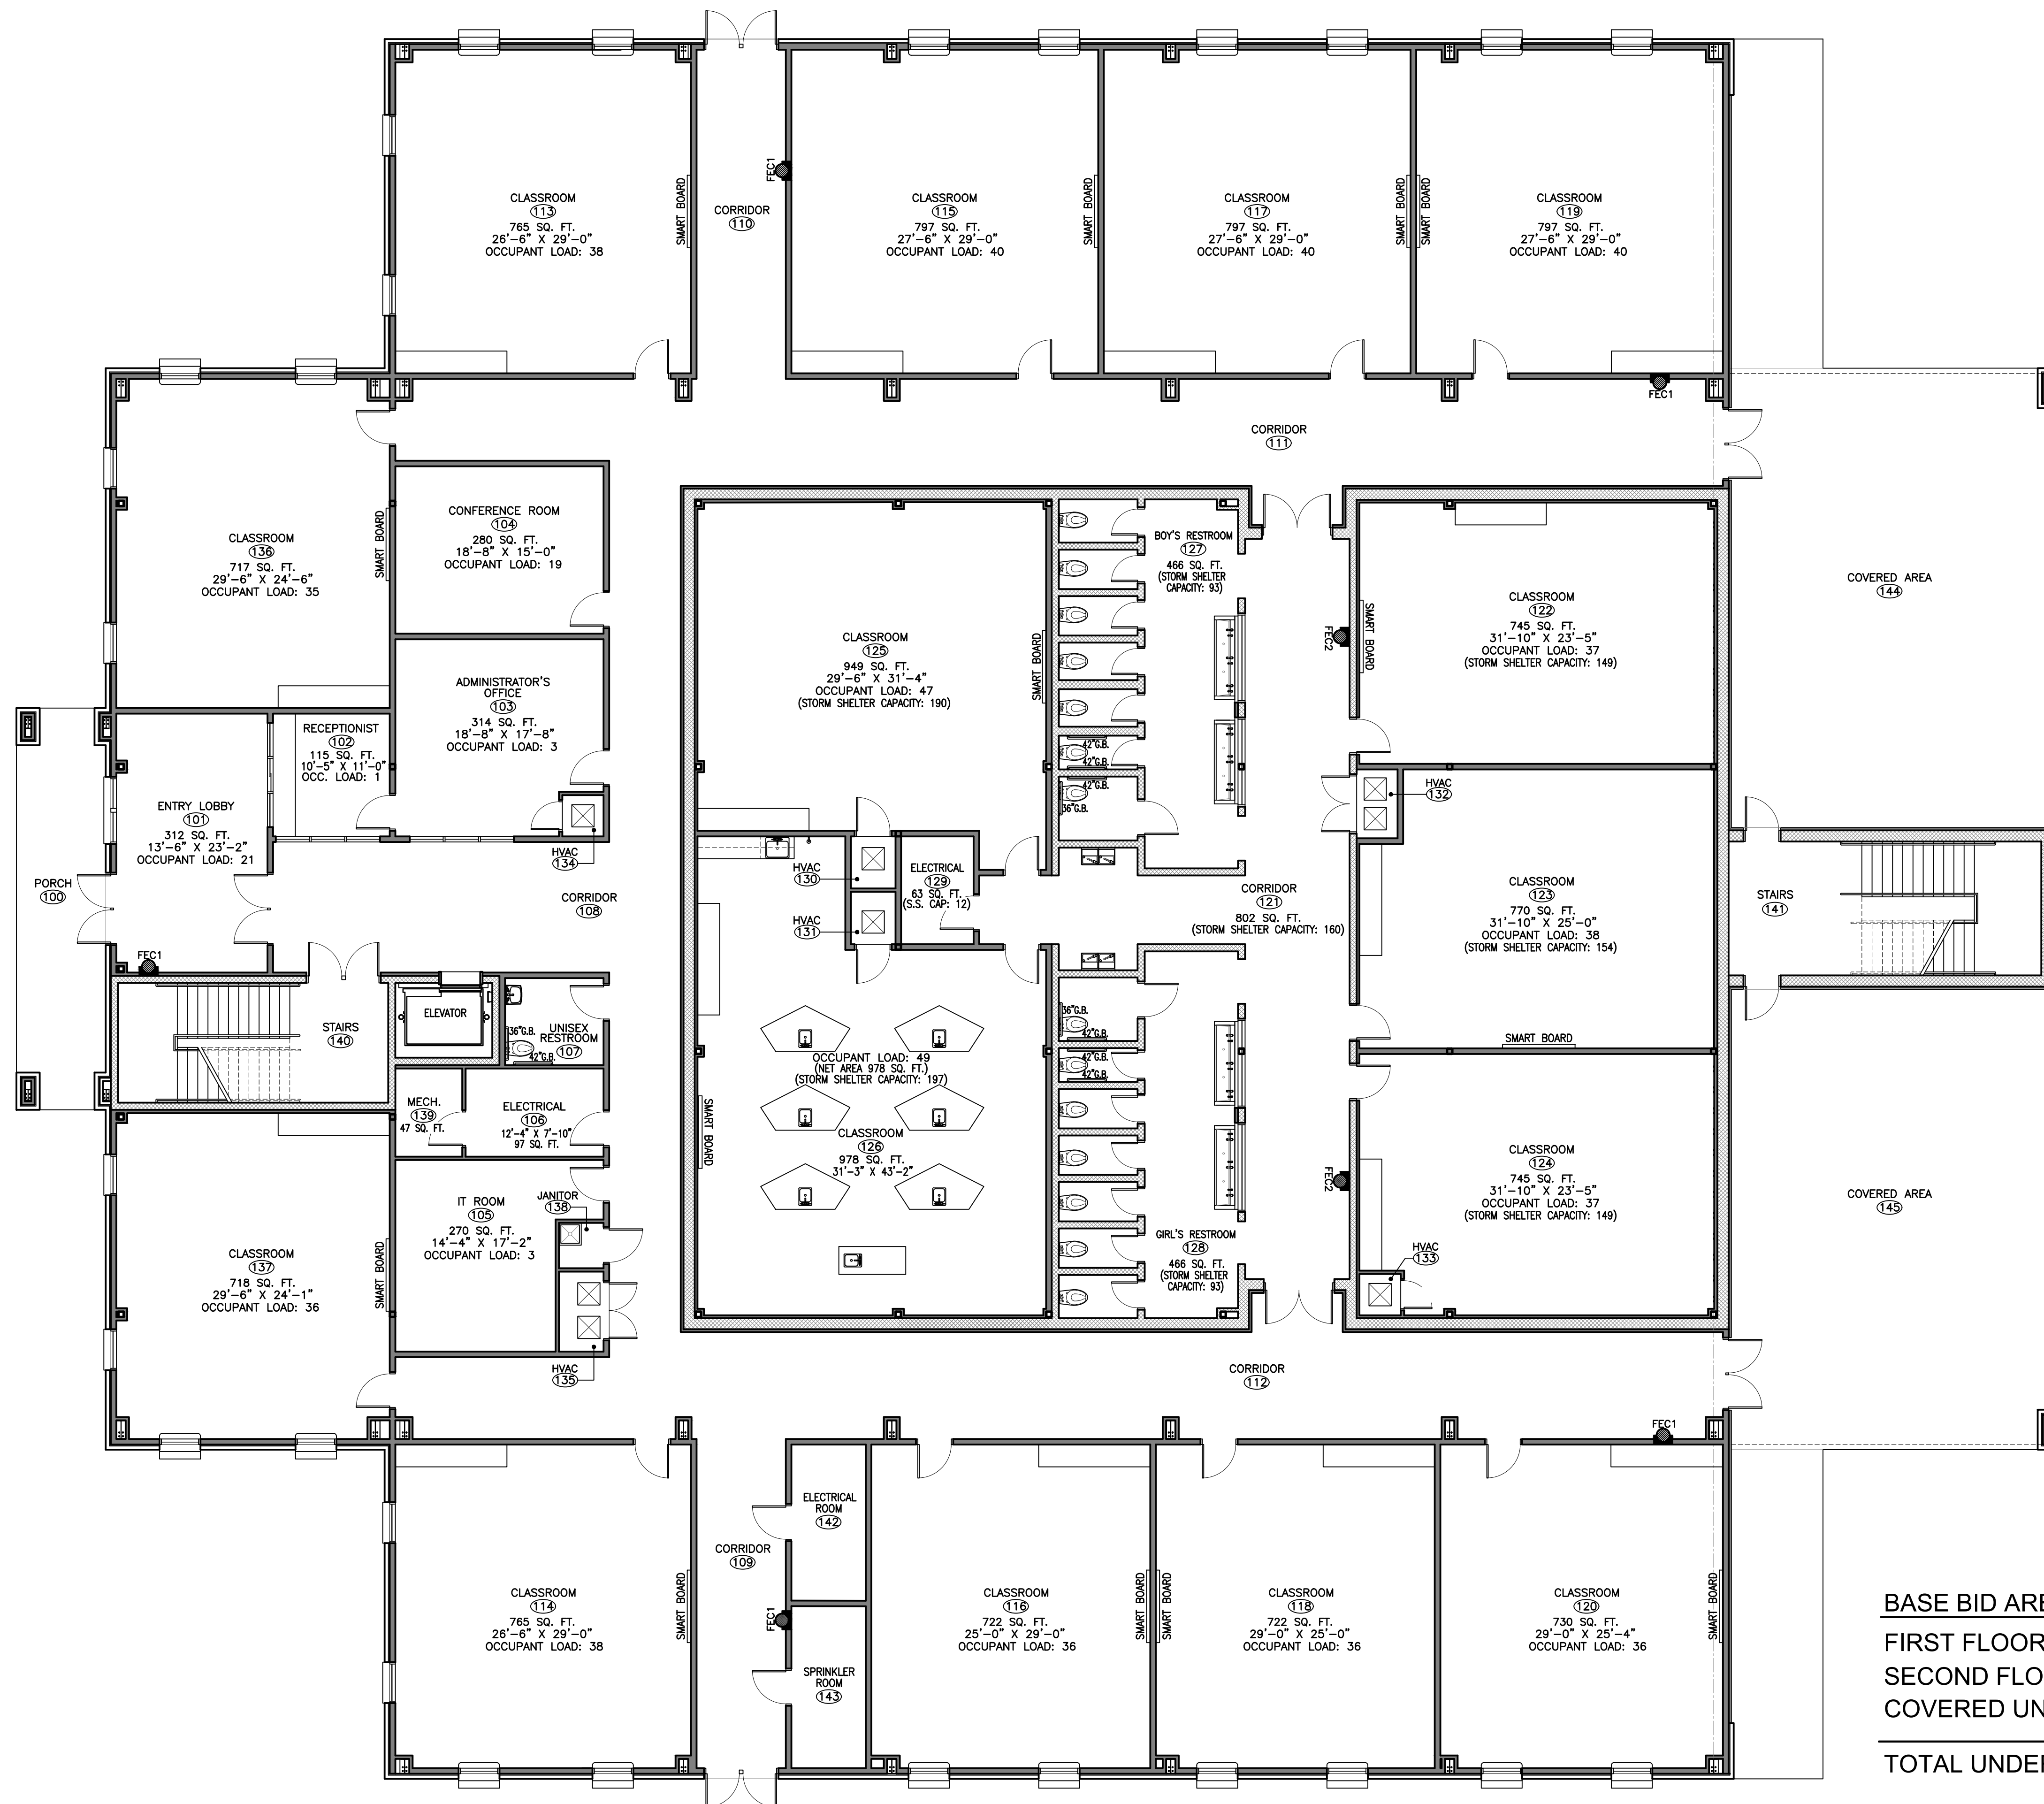 CLASSROOM
113
765 SQ. FT.
26'-6" X 29'-0"
OCCUPANT LOAD: 38
SMART BOARD
CORRIDOR
110
FEC1
CLASSROOM
115
797 SQ. FT.
27'-6" X 29'-0"
OCCUPANT LOAD: 40
SMART BOARD
CLASSROOM
117
797 SQ. FT.
27'-6" X 29'-0"
OCCUPANT LOAD: 40
SMART BOARD
SMART BOARD
CLASSROOM
119
797 SQ. FT.
27'-6" X 29'-0"
OCCUPANT LOAD: 40
FEC1
CORRIDOR
111
CLASSROOM
136
717 SQ. FT.
29'-6" X 24'-6"
OCCUPANT LOAD: 35
SMART BOARD
CONFERENCE ROOM
104
280 SQ. FT.
18'-8" X 15'-0"
OCCUPANT LOAD: 19
ADMINISTRATOR'S
OFFICE
103
314 SQ. FT.
18'-8" X 17'-8"
OCCUPANT LOAD: 3
RECEPTIONIST
102
115 SQ. FT.
10'-5" X 11'-0"
OCC. LOAD: 1
ENTRY LOBBY
101
312 SQ. FT.
13'-6" X 23'-2"
OCCUPANT LOAD: 21
PORCH
100
FEC1
HVAC
134
CORRIDOR
108
CLASSROOM
125
949 SQ. FT.
29'-6" X 31'-4"
OCCUPANT LOAD: 47
(STORM SHELTER CAPACITY: 190)
SMART BOARD
BOY'S RESTROOM
127
466 SQ. FT.
(STORM SHELTER
CAPACITY: 93)
42"G.B.
42"G.B.
42"G.B.
36"G.B.
FEC2
SMART BOARD
CLASSROOM
122
745 SQ. FT.
31'-10" X 23'-5"
OCCUPANT LOAD: 37
(STORM SHELTER CAPACITY: 149)
HVAC
132
COVERED AREA
144
HVAC
130
HVAC
131
ELECTRICAL
129
63 SQ. FT.
(S.S. CAP: 12)
CORRIDOR
121
802 SQ. FT.
(STORM SHELTER CAPACITY: 160)
CLASSROOM
123
770 SQ. FT.
31'-10" X 25'-0"
OCCUPANT LOAD: 38
(STORM SHELTER CAPACITY: 154)
SMART BOARD
STAIRS
141
STAIRS
140
ELEVATOR
36"G.B.
42"G.B.
UNISEX
RESTROOM
107
MECH.
139
47 SQ. FT.
ELECTRICAL
106
12'-4" X 7'-10"
97 SQ. FT.
OCCUPANT LOAD: 49
(NET AREA 978 SQ. FT.)
(STORM SHELTER CAPACITY: 197)
SMART BOARD
CLASSROOM
126
978 SQ. FT.
31'-3" X 43'-2"
36"G.B.
42"G.B.
42"G.B.
42"G.B.
GIRL'S RESTROOM
128
466 SQ. FT.
(STORM SHELTER
CAPACITY: 93)
FEC2
CLASSROOM
124
745 SQ. FT.
31'-10" X 23'-5"
OCCUPANT LOAD: 37
(STORM SHELTER CAPACITY: 149)
HVAC
133
COVERED AREA
145
CLASSROOM
137
718 SQ. FT.
29'-6" X 24'-1"
OCCUPANT LOAD: 36
SMART BOARD
IT ROOM
105
270 SQ. FT.
14'-4" X 17'-2"
OCCUPANT LOAD: 3
JANITOR
138
HVAC
135
CORRIDOR
112
FEC1
CLASSROOM
114
765 SQ. FT.
26'-6" X 29'-0"
OCCUPANT LOAD: 38
SMART BOARD
CORRIDOR
109
FEC1
ELECTRICAL
ROOM
142
SPRINKLER
ROOM
143
CLASSROOM
116
722 SQ. FT.
25'-0" X 29'-0"
OCCUPANT LOAD: 36
SMART BOARD
SMART BOARD
CLASSROOM
118
722 SQ. FT.
29'-0" X 25'-0"
OCCUPANT LOAD: 36
CLASSROOM
120
730 SQ. FT.
29'-0" X 25'-4"
OCCUPANT LOAD: 36
SMART BOARD
BASE BID ARE
FIRST FLOOR
SECOND FLO
COVERED UN
TOTAL UNDER